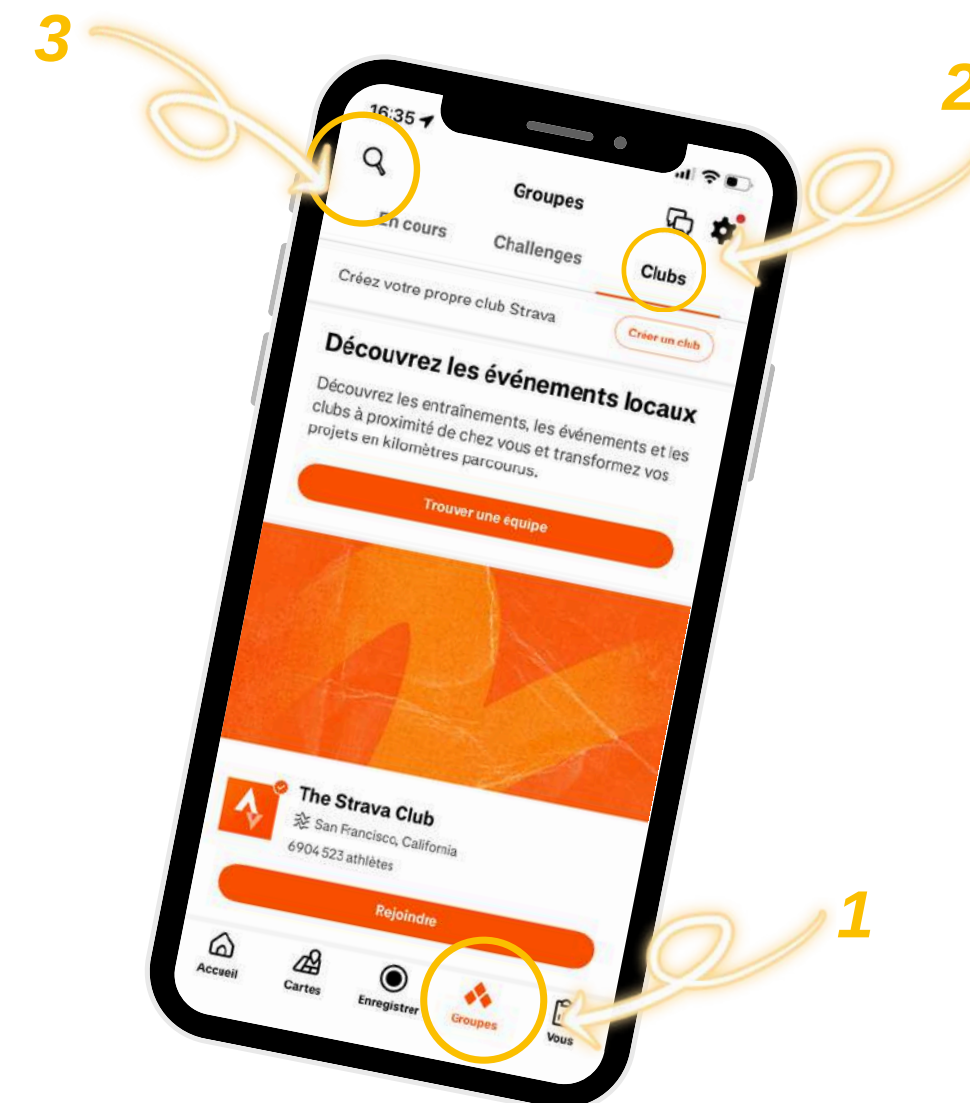 3
2
16:35
Groupes
En cours
Challenges
Clubs
Créez votre propre club Strava
Créer un club
Découvrez les événements locaux
Découvrez les entraînements, les événements et les
clubs à proximité de chez vous et transformez vos
projets en kilomètres parcourus.
Trouver une équipe
The Strava Club
San Francisco, California
6 904 523 athlètes
Rejoindre
1
Accueil
Cartes
Enregistrer
Groupes
Vous